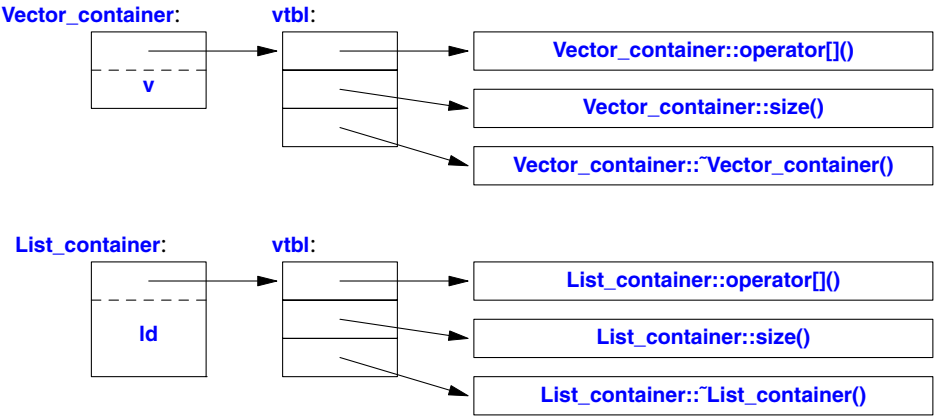 Vector_container: vtbl:
Vector_container::operator[]()
v
Vector_container::size()
Vector_container::˜Vector_container()
List_container: vtbl:
List_container::operator[]()
ld
List_container::size()
List_container::˜List_container()